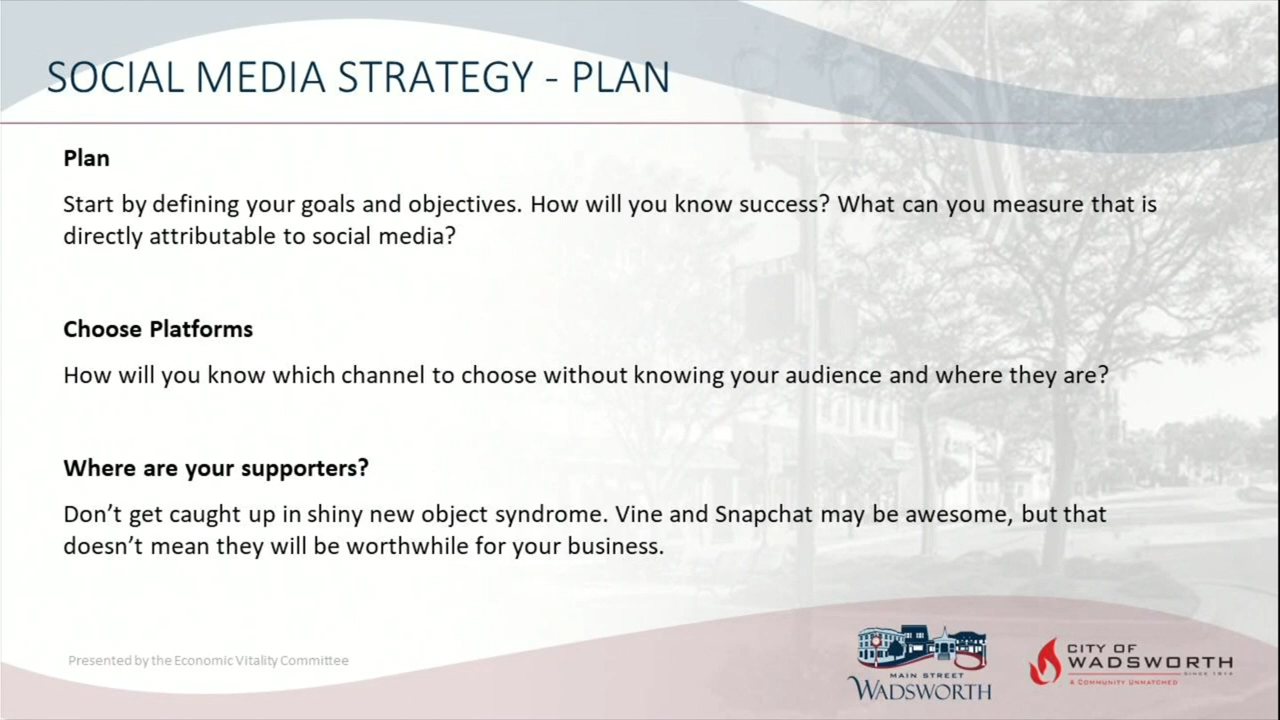 SOCIAL MEDIA STRATEGY - PLAN
Plan
Start by defining your goals and objectives. How will you know success? What can you measure that is
directly attributable to social media?
Choose Platforms
How will you know which channel to choose without knowing your audience and where they are?
Where are your supporters?
Don’t get caught up in shiny new object syndrome. Vine and Snapchat may be awesome, but that
doesn’t mean they will be worthwhile for your business.
Presented by the Economic Vitality Committee
MAIN STREET
WADSWORTH
CITY OF
WADSWORTH
SINCE 1814
A COMMUNITY UNMATCHED